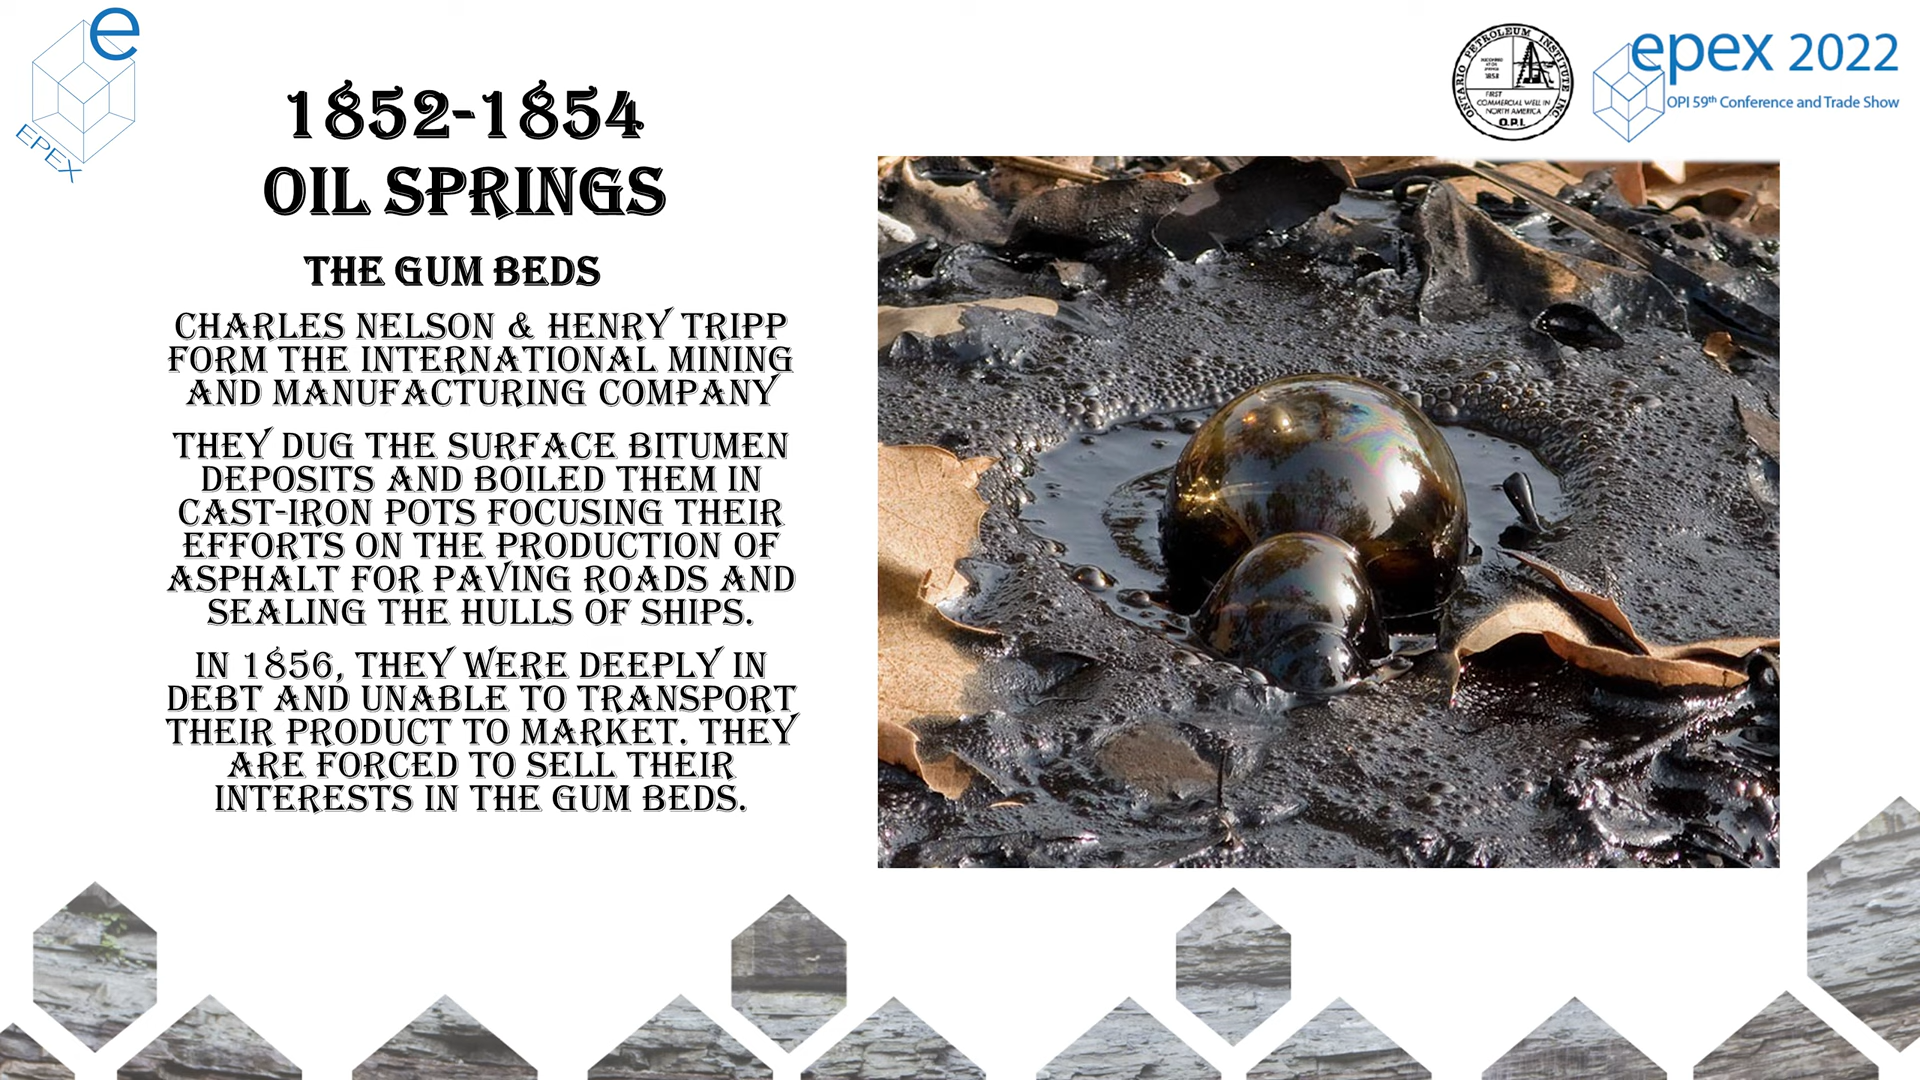 e
EPEX
ONTARIO PETROLEUM INSTITUTE INC
1858
FIRST
COMMERCIAL WELL IN
NORTH AMERICA
O.P.I.
epex 2022
OPI 59th Conference and Trade Show
1852-1854
OIL SPRINGS
THE GUM BEDS
CHARLES NELSON & HENRY TRIPP
FORM THE INTERNATIONAL MINING
AND MANUFACTURING COMPANY
THEY DUG THE SURFACE BITUMEN
DEPOSITS AND BOILED THEM IN
CAST-IRON POTS FOCUSING THEIR
EFFORTS ON THE PRODUCTION OF
ASPHALT FOR PAVING ROADS AND
SEALING THE HULLS OF SHIPS.
IN 1856, THEY WERE DEEPLY IN
DEBT AND UNABLE TO TRANSPORT
THEIR PRODUCT TO MARKET. THEY
ARE FORCED TO SELL THEIR
INTERESTS IN THE GUM BEDS.